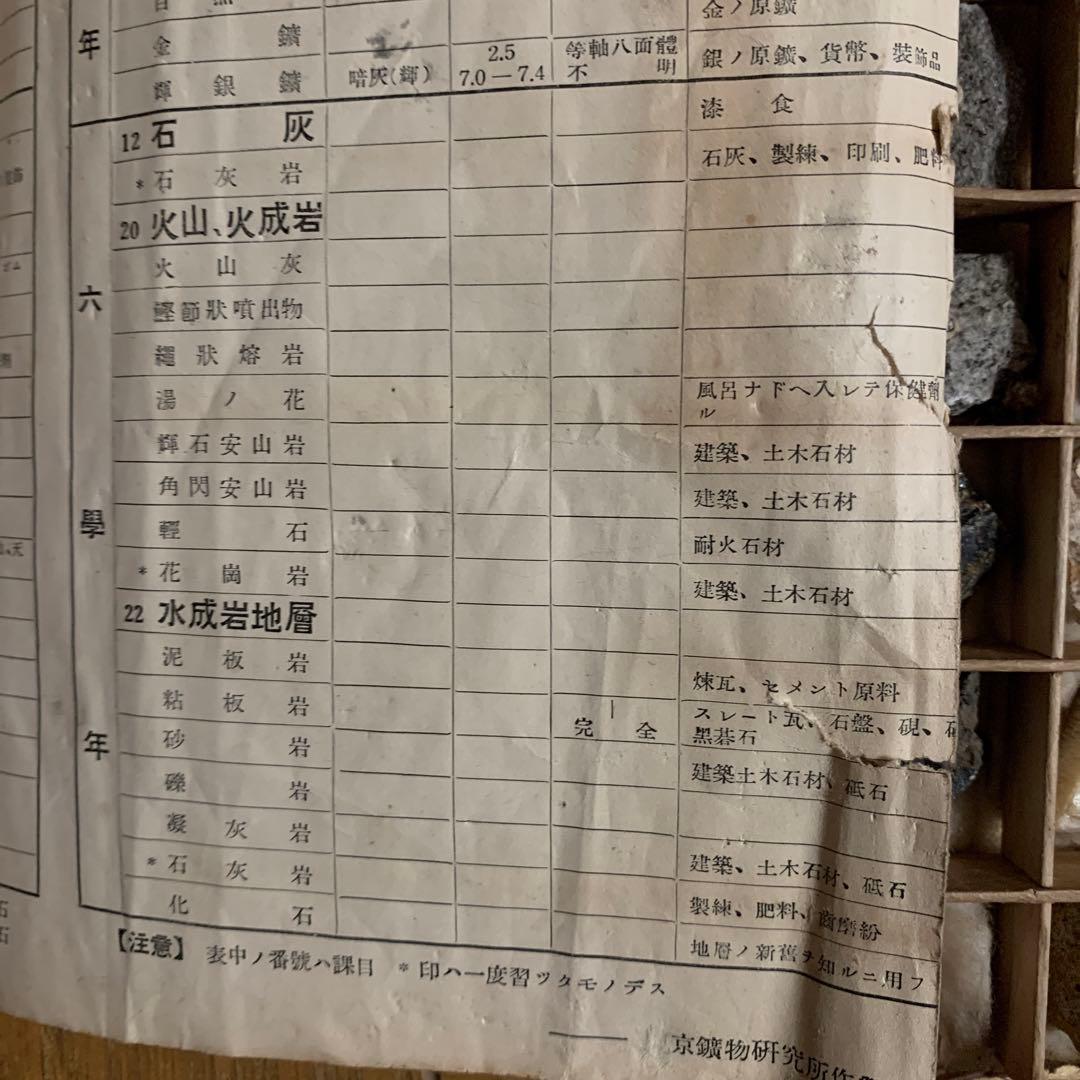 年
金ノ原鑛
金鑛 2.5 等軸八面體 銀ノ原鑛、貨幣、裝飾品
輝銀鑛 暗灰(輝) 7.0—7.4 不明
12 石灰 漆食
*石灰岩 石灰、製練、印刷、肥料
20 火山、火成岩
火山灰
鰹節狀噴出物
繩狀熔岩
湯ノ花 風呂ナドヘ入レテ保健劑
ル
輝石安山岩 建築、土木石材
角閃安山岩 建築、土木石材
輕石 耐火石材
*花崗岩 建築、土木石材
22 水成岩地層
泥板岩 煉瓦、セメント原料
粘板岩 完全 スレート瓦、石盤、硯、
黑碁石
砂岩 建築土木石材、砥石
礫岩
凝灰岩 建築、土木石材、砥石
*石灰岩 製練、肥料、齒磨紛
化石 地層ノ新舊ヲ知ルニ用フ
六學年
【注意】 表中ノ番號ハ課目 *印ハ一度習ツタモノデス
京鑛物硏究所作